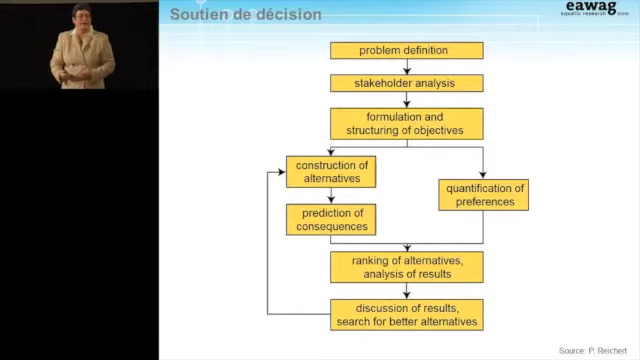 Soutien de décision
eawag
aquatic research
problem definition
stakeholder analysis
formulation and
structuring of objectives
construction of
alternatives
quantification of
preferences
prediction of
consequences
ranking of alternatives,
analysis of results
discussion of results,
search for better alternatives
Source: P. Reichert